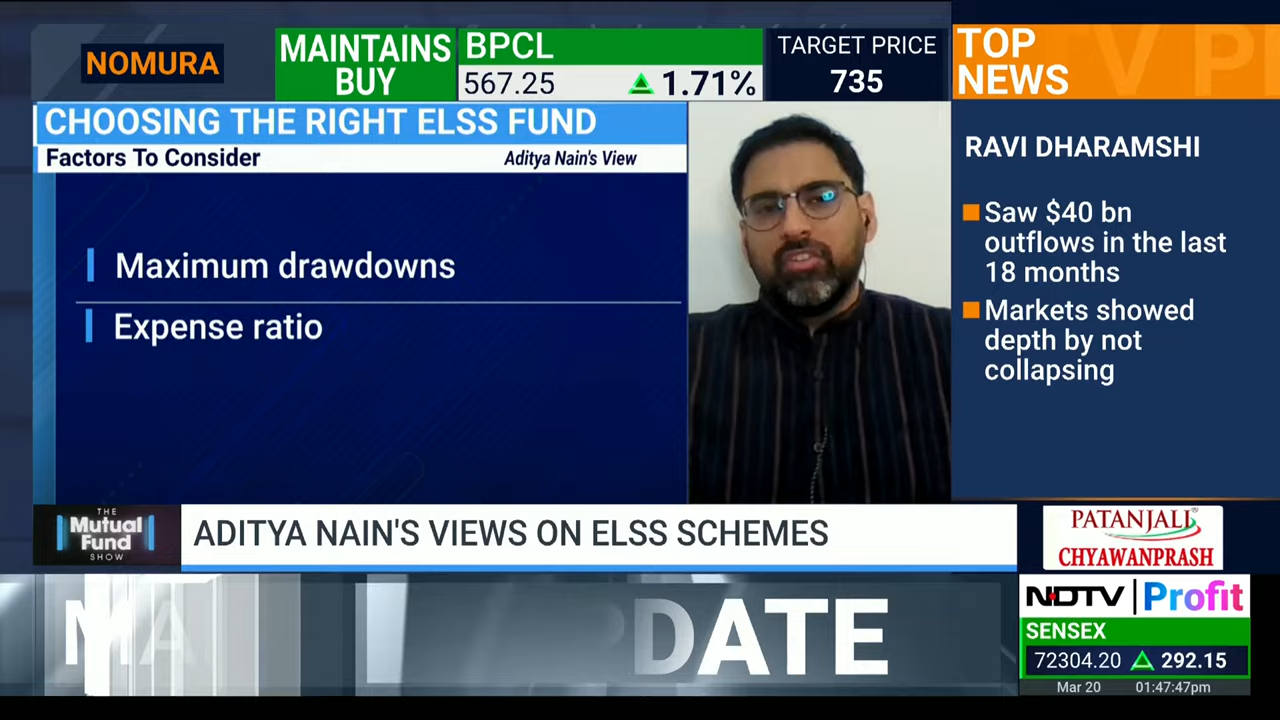 NOMURA
MAINTAINS
BUY
BPCL
567.25 ▲ 1.71%
TARGET PRICE
735
TOP
NEWS
CHOOSING THE RIGHT ELSS FUND
Factors To Consider
Aditya Nain's View
Maximum drawdowns
Expense ratio
RAVI DHARAMSHI
Saw $40 bn
outflows in the last
18 months
Markets showed
depth by not
collapsing
THE
Mutual
Fund
SHOW
ADITYA NAIN'S VIEWS ON ELSS SCHEMES
PATANJALI
CHYAWANPRASH
DATE
NDTV Profit
SENSEX
72304.20 ▲ 292.15
Mar 20 01:47:47pm